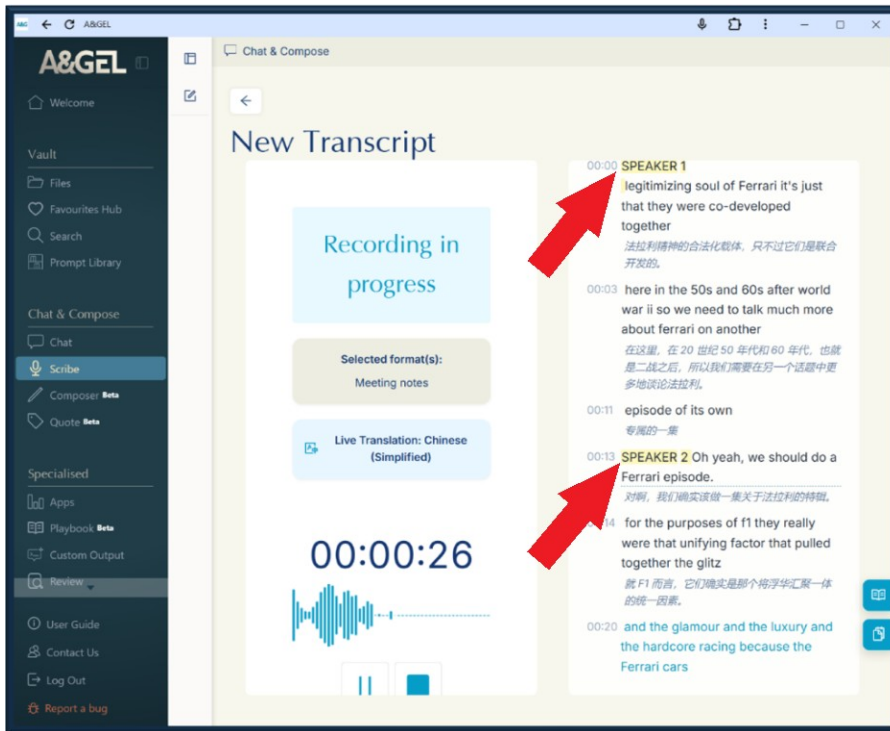 A&G
A&GEL
A&GEL
Welcome
Vault
Files
Favourites Hub
Search
Prompt Library
Chat & Compose
Chat
Scribe
Composer Beta
Quote Beta
Specialised
Apps
Playbook Beta
Custom Output
Review
User Guide
Contact Us
Log Out
Report a bug
Chat & Compose
New Transcript
Recording in
progress
Selected format(s):
Meeting notes
Live Translation: Chinese
(Simplified)
00:00:26
00:00 SPEAKER 1
legitimizing soul of Ferrari it's just
that they were co-developed
together
法拉利精神的合法化载体，只不过它们是联合
开发的。
00:03 here in the 50s and 60s after world
war ii so we need to talk much more
about ferrari on another
在这里，在 20 世纪 50 年代和 60 年代，也就
是二战之后，所以我们需要在另一个话题中更
多地谈论法拉利。
00:11 episode of its own
专属的一集
00:13 SPEAKER 2 Oh yeah, we should do a
Ferrari episode.
对啊，我们确实该做一集关于法拉利的特辑。
14 for the purposes of f1 they really
were that unifying factor that pulled
together the glitz
就 F1 而言，它们确实是那个将浮华汇聚一体
的统一因素。
00:20 and the glamour and the luxury and
the hardcore racing because the
Ferrari cars